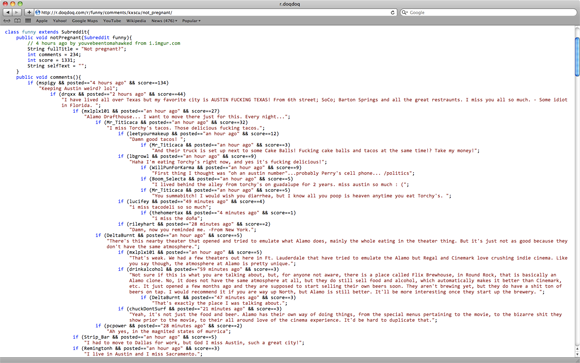 r.doqdoq
http://r.doqdoq.com/r/funny/comments/kxscy/not_pregnant/
Google
Apple Yahoo! Google Maps YouTube Wikipedia News (476) Popular
class funny extends Subreddit{
public void notPregnant(Subreddit funny){
// 4 hours ago by youvebeentomahawked from i.imgur.com
String fullTitle = "Not pregnant?";
int comments = 234;
int score = 1331;
String selfText = "";
}
public void comments(){
if (mspigy && posted=="4 hours ago" && score==134)
"Keeping Austin weird? lol";
if (drqxx && posted=="2 hours ago" && score==44)
"I have lived all over Texas but my favorite city is AUSTIN FUCKING TEXAS! From 6th street; SoCo; Barton Springs and all the great restraunts. I miss you all so much. - Some idiot
in Florida. ";
if (mxlplx101 && posted=="an hour ago" && score==27)
"Alamo Drafthouse... I want to move there just for this. Every night...";
if (Mr_Titicaca && posted=="an hour ago" && score==32)
"I miss Torchy's tacos. Those delicious fucking tacos.";
if (leetyourmakeup && posted=="an hour ago" && score==12)
"Damn good tacos! ";
if (Mr_Titicaca && posted=="an hour ago" && score==3)
"And their truck is set up next to some Cake Balls! Fucking cake balls and tacos at the same time!? Take my money!";
if (lbgrowl && posted=="an hour ago" && score==9)
"Haha I'm eating Torchy's right now, and yes it's fucking delicious!";
if (WillPunForKarma && posted=="an hour ago" && score==9)
"First thing I thought was "oh an austin number"...probably Perry's cell phone... /politics";
if (Boom_Selecta && posted=="an hour ago" && score==5)
"I lived behind the alley from torchy's on guadalupe for 2 years. miss austin so much : (";
if (Mr_Titicaca && posted=="an hour ago" && score==5)
"You sumnabitch! I would wish you diarrhea, but I know all you poop is heaven anytime you eat Torchy's. ";
if (lucifey && posted=="49 minutes ago" && score==4)
"i miss tacodeli so so much";
if (thehomertax && posted=="4 minutes ago" && score==1)
"I miss the doña";
if (rileyhart && posted=="28 minutes ago" && score==2)
"Damn, now you reminded me. -From New York.";
if (DeltaBurnt && posted=="an hour ago" && score==5)
"There's this nearby theater that opened and tried to emulate what Alamo does, mainly the whole eating in the theater thing. But it's just not as good because they
don't have the same atmosphere.";
if (mxlplx101 && posted=="an hour ago" && score==5)
"That's weak. We had a few theaters out here in Ft. Lauderdale that have tried to emulate the Alamo but Regal and Cinemark love crushing indie cinema. Like
you say though, the atmosphere at Alamo is pretty unique.";
if (drinkalcohol && posted=="59 minutes ago" && score==3)
"Not sure if this is what you are talking about, but, for anyone not aware, there is a place called Flix Brewhouse, in Round Rock, that is basically an
Alamo clone. No, it does not have the same atmosphere at all, but they do still sell food and alcohol, which automatically makes it better than Cinemark,
etc. It just opened a few months ago and they are supposed to start selling their own beers soon. They aren't brewing yet, but they do have a shit ton of
beers on tap. I would recommend it if you are way up North, but Alamo is still better. It'll be more interesting once they start up the brewery. ";
if (DeltaBurnt && posted=="47 minutes ago" && score==3)
"That's exactly the place I was talking about.";
if (ChuckDonSurf && posted=="21 minutes ago" && score==3)
"Yeah, it's not just the food and beer. Alamo has their own way of doing things, from the special menus pertaining to the movie, to the bizarre shit they
show prior to the movie, to their all around love of the cinema experience. It'd be hard to duplicate that.";
if (pcpower && posted=="28 minutes ago" && score==2)
"Ah yes, in the magnited states of murrica";
if (Strip_Bar && posted=="an hour ago" && score==5)
"I had to move to Dallas for work, but God I miss Austin, such a great city!";
if (Remingtonh && posted=="an hour ago" && score==3)
"I live in Austin and I miss Sacramento.";